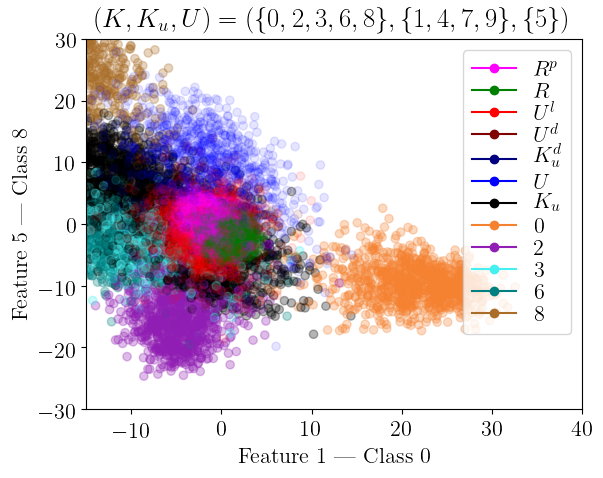 (K, K_u, U) = ({0, 2, 3, 6, 8}, {1, 4, 7, 9}, {5})
30
20
10
0
−10
−20
−30
Feature 5 — Class 8
R^p
R
U^l
U^d
K_u^d
U
K_u
0
2
3
6
8
−10
0
10
20
30
40
Feature 1 — Class 0